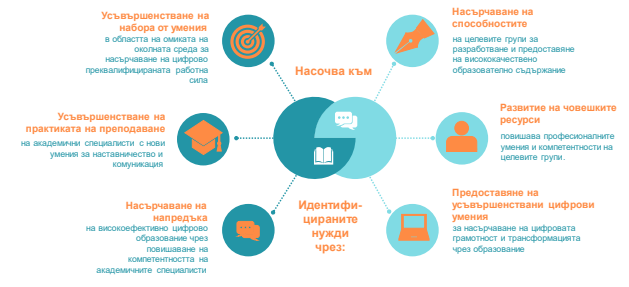 Усъвършенстване на
набора от умения
в областта на омиката на
околната среда за
насърчаване на цифрово
преквалифицираната работна
сила
Усъвършенстване на
практиката на преподаване
на академични специалисти с нови
умения за наставничество и
комуникация
Насърчаване на
напредъка
на високоефективно цифрово
образование чрез
повишаване на
компетентността на
академичните специалисти
Насочва към
Идентифи-
цираните
нужди
чрез:
Насърчаване на
способностите
на целевите групи за
разработване и предоставяне
на висококачествено
образователно съдържание
Развитие на човешките
ресурси
повишава професионалните
умения и компетентности на
целевите групи.
Предоставяне на
усъвършенствани цифрови
умения
за насърчаване на цифровата
грамотност и трансформацията
чрез образование